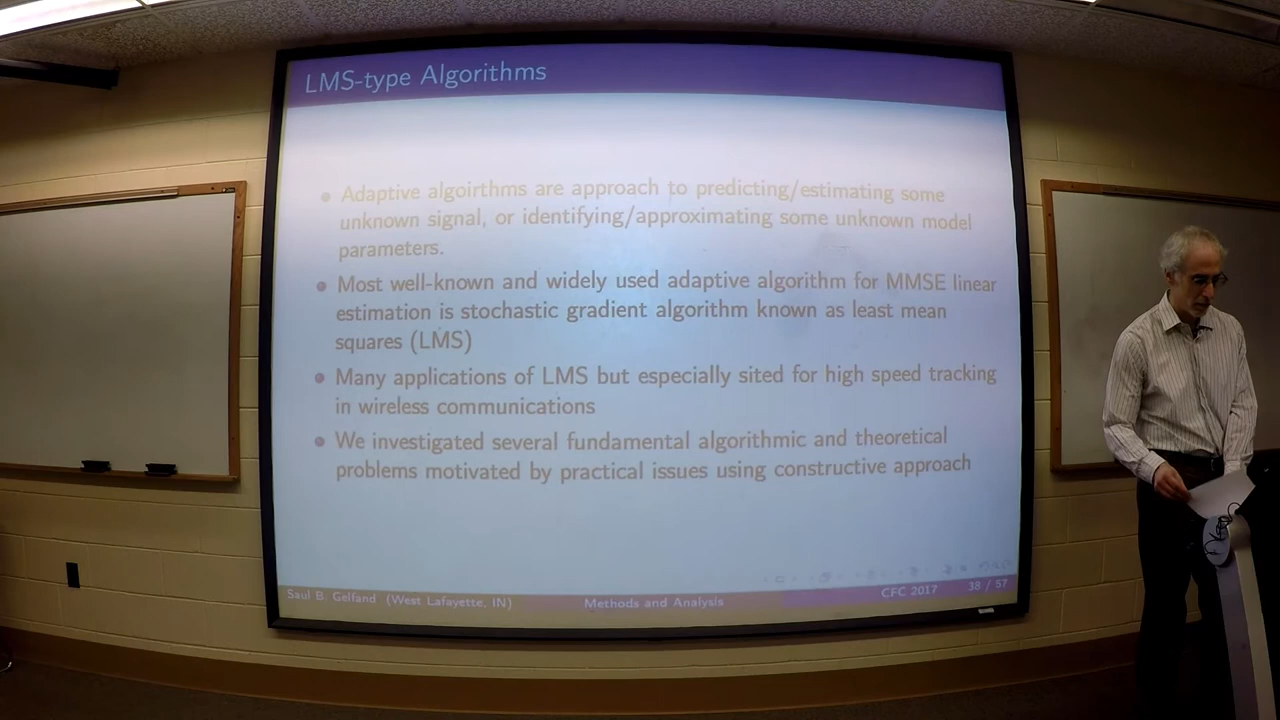 LMS-type Algorithms
Adaptive algoirthms are approach to predicting/estimating some
unknown signal, or identifying/approximating some unknown model
parameters.
Most well-known and widely used adaptive algorithm for MMSE linear
estimation is stochastic gradient algorithm known as least mean
squares (LMS)
Many applications of LMS but especially sited for high speed tracking
in wireless communications
We investigated several fundamental algorithmic and theoretical
problems motivated by practical issues using constructive approach
Saul B. Gelfand (West Lafayette, IN) Methods and Analysis CFC 2017 38 / 57